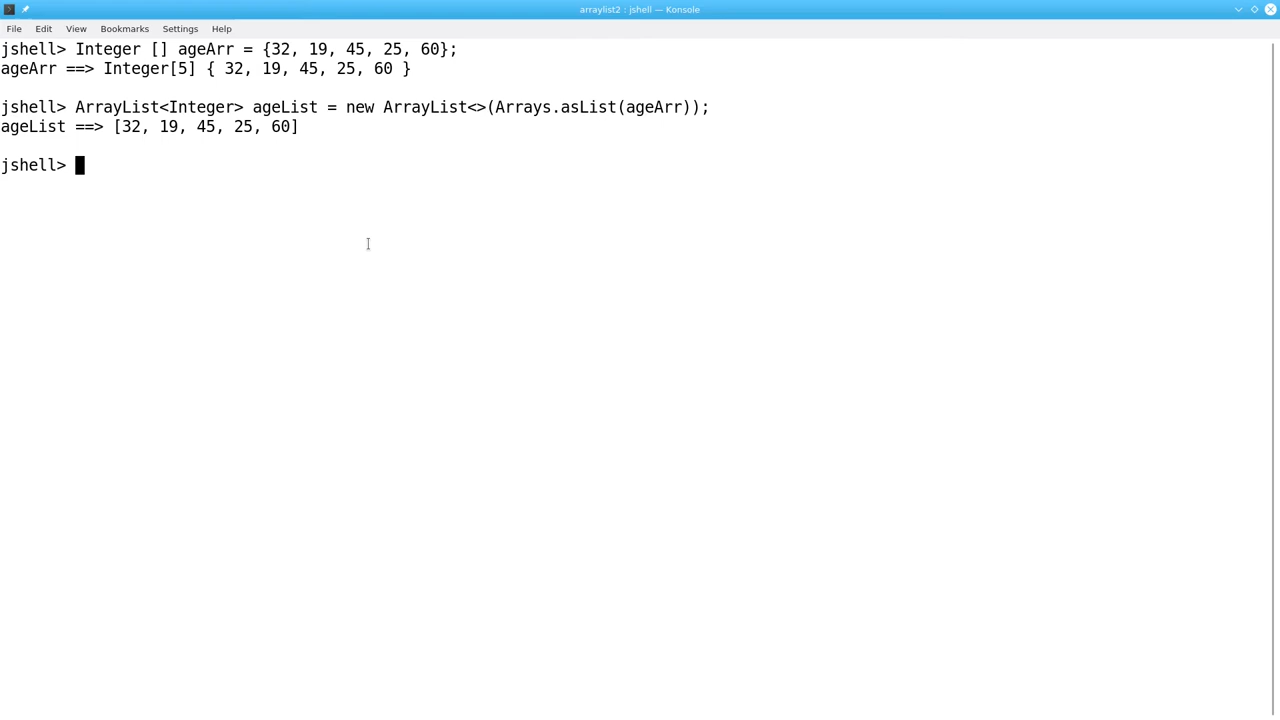 arraylist2 : jshell — Konsole
File Edit View Bookmarks Settings Help
jshell> Integer [] ageArr = {32, 19, 45, 25, 60};
ageArr ==> Integer[5] { 32, 19, 45, 25, 60 }
jshell> ArrayList<Integer> ageList = new ArrayList<>(Arrays.asList(ageArr));
ageList ==> [32, 19, 45, 25, 60]
jshell>